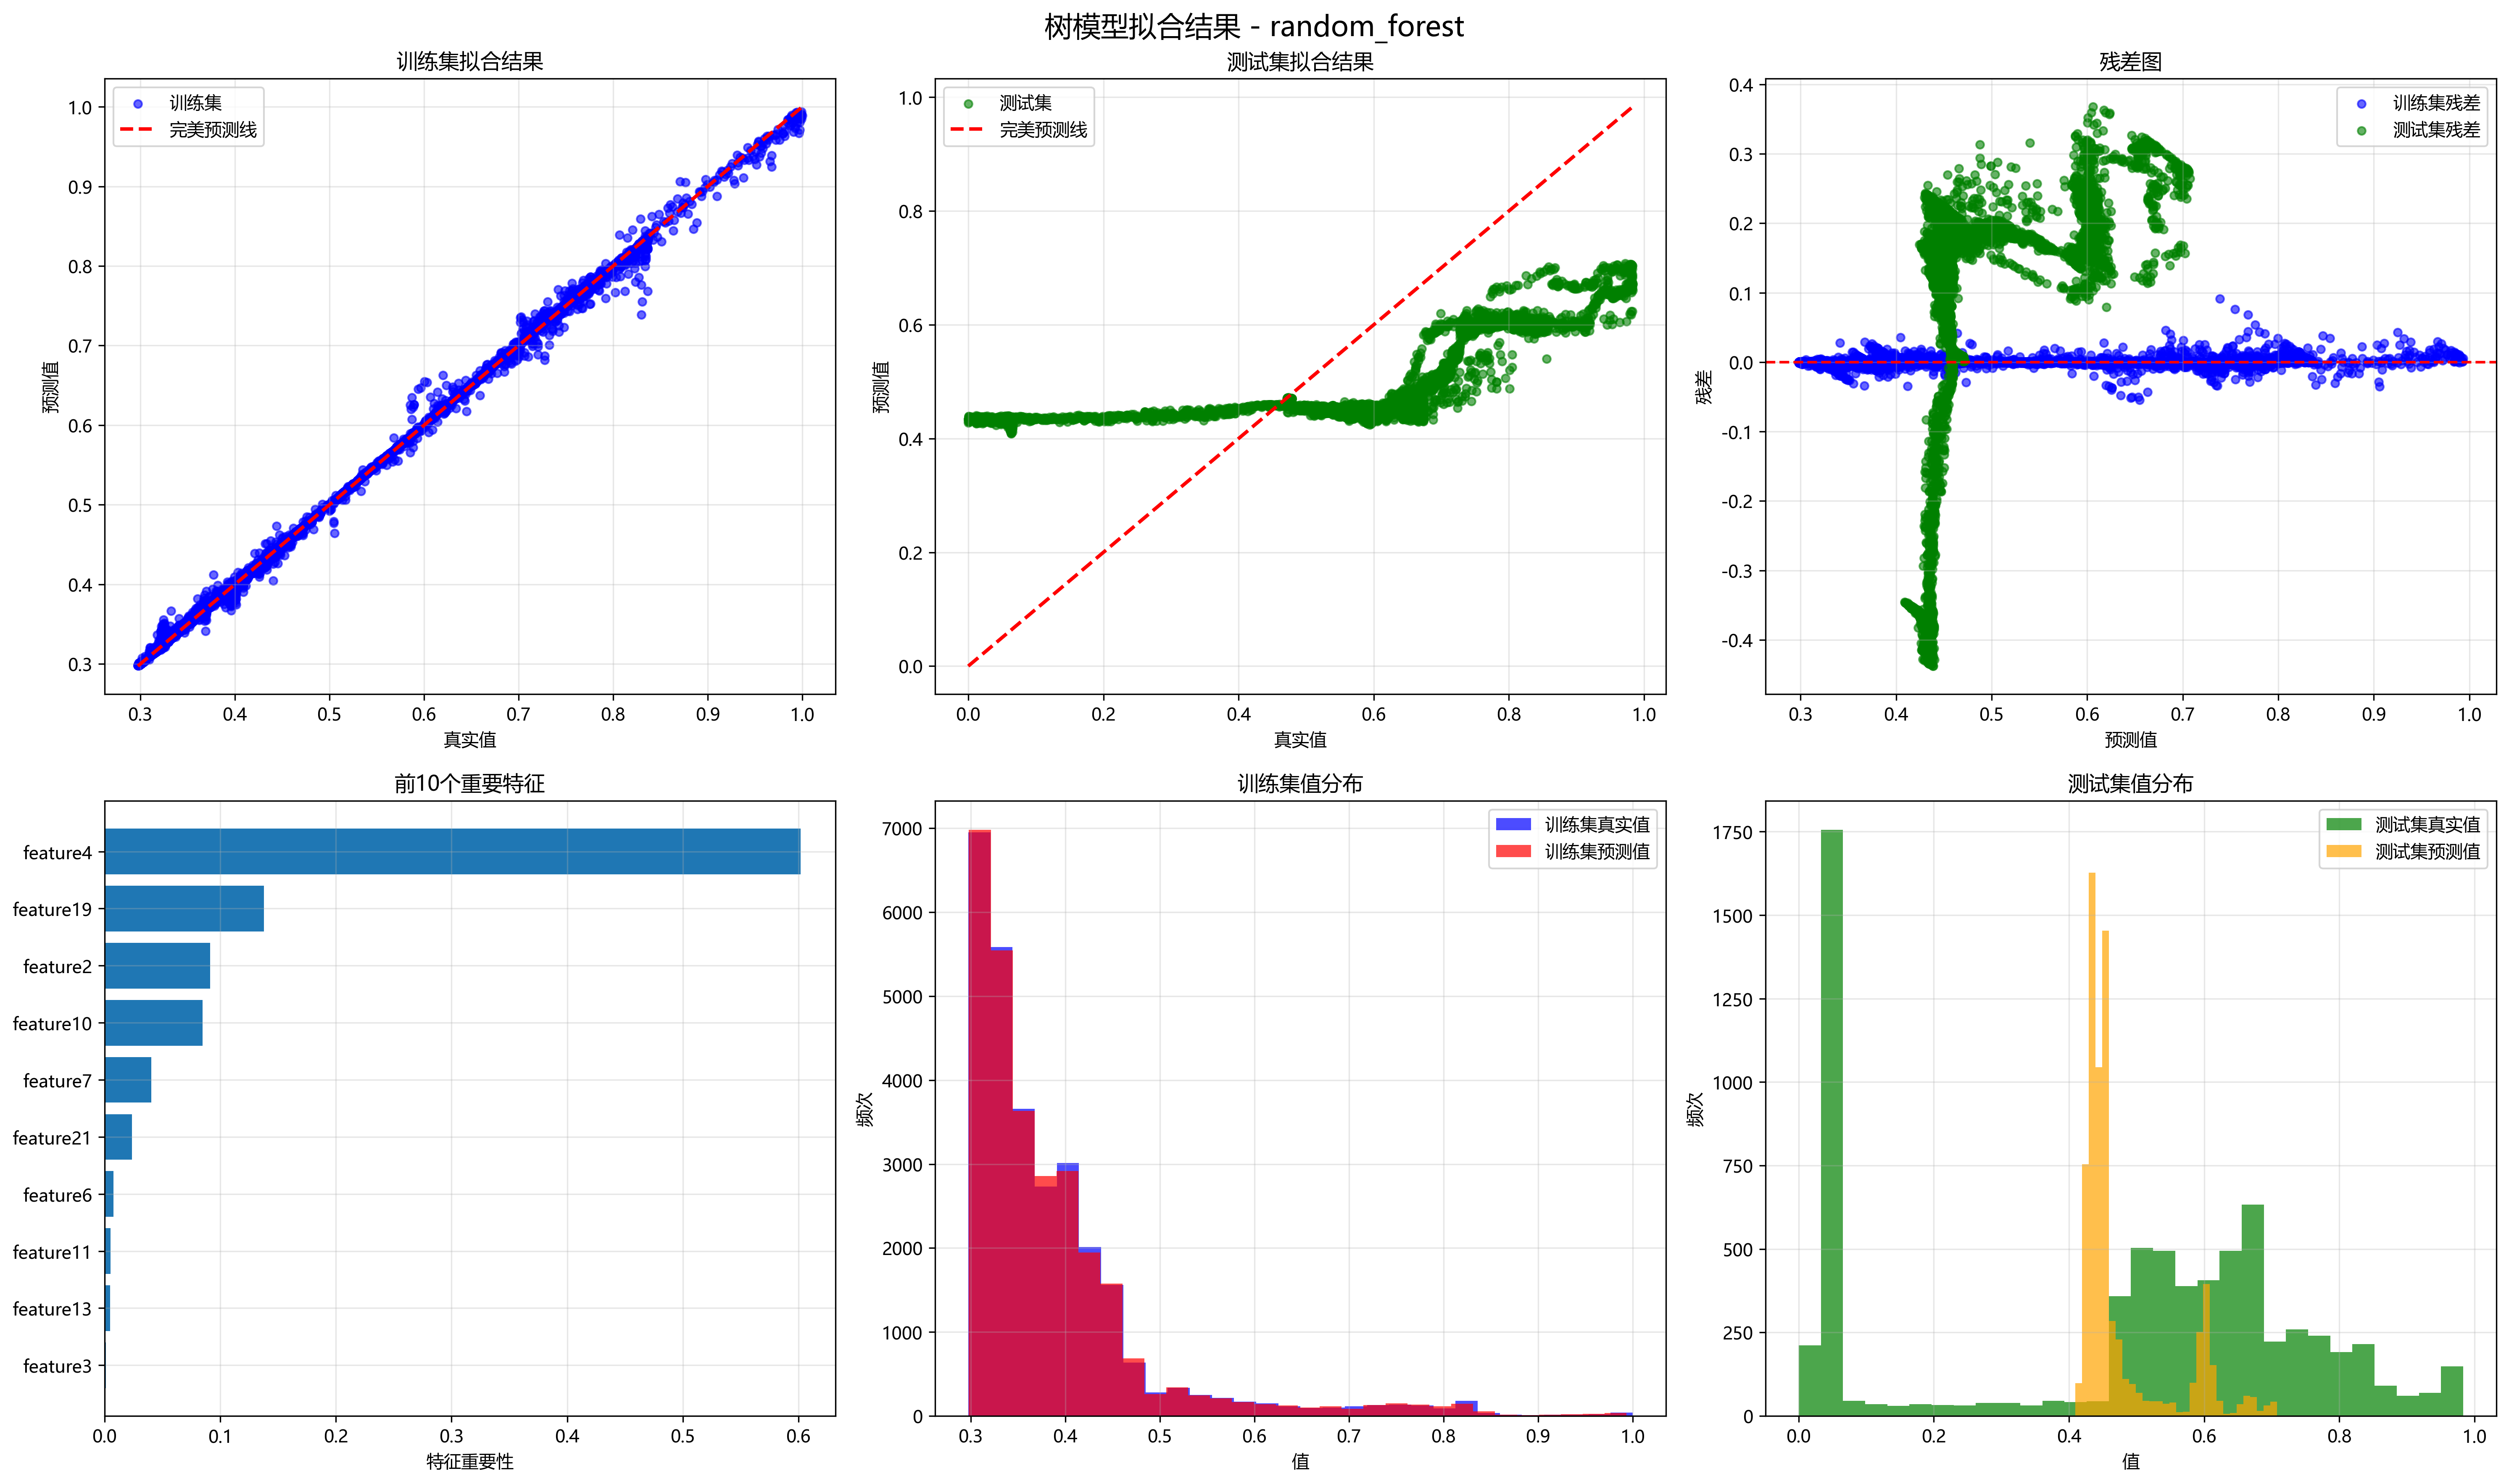 树模型拟合结果 - random_forest
训练集拟合结果
训练集
完美预测线
预测值
1.0
0.9
0.8
0.7
0.6
0.5
0.4
0.3
0.3
0.4
0.5
0.6
0.7
0.8
0.9
1.0
真实值
测试集拟合结果
测试集
完美预测线
预测值
1.0
0.8
0.6
0.4
0.2
0.0
0.0
0.2
0.4
0.6
0.8
1.0
真实值
残差图
训练集残差
测试集残差
残差
0.4
0.3
0.2
0.1
0.0
-0.1
-0.2
-0.3
-0.4
0.3
0.4
0.5
0.6
0.7
0.8
0.9
1.0
预测值
前10个重要特征
feature4
feature19
feature2
feature10
feature7
feature21
feature6
feature11
feature13
feature3
0.0
0.1
0.2
0.3
0.4
0.5
0.6
特征重要性
训练集值分布
训练集真实值
训练集预测值
频次
7000
6000
5000
4000
3000
2000
1000
0
0.3
0.4
0.5
0.6
0.7
0.8
0.9
1.0
值
测试集值分布
测试集真实值
测试集预测值
频次
1750
1500
1250
1000
750
500
250
0
0.0
0.2
0.4
0.6
0.8
1.0
值